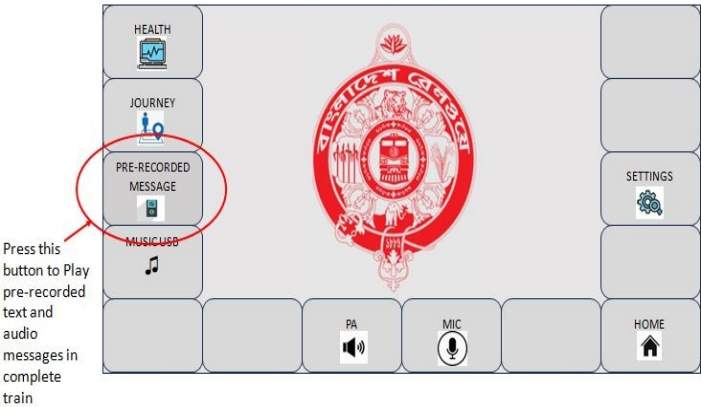 HEALTH
JOURNEY
PRE-RECORDED
MESSAGE
MUSIC USB
Press this
button to Play
pre-recorded
text and
audio
messages in
complete
train
বাংলাদেশ রেলওয়ে
SETTINGS
PA
MIC
HOME